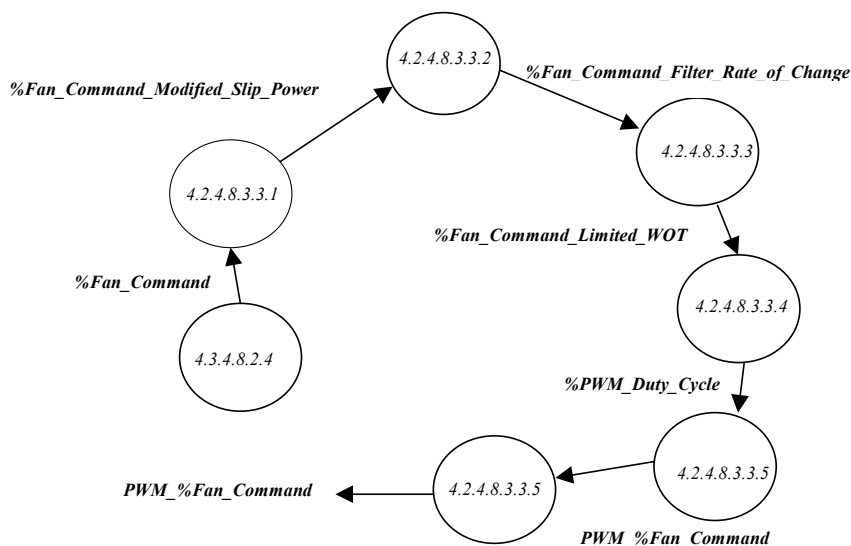 4.2.4.8.3.3.2
%Fan_Command_Filter_Rate_of_Change
%Fan_Command_Modified_Slip_Power
4.2.4.8.3.3.3
4.2.4.8.3.3.1
%Fan_Command_Limited_WOT
%Fan_Command
4.2.4.8.3.3.4
4.3.4.8.2.4
%PWM_Duty_Cycle
4.2.4.8.3.3.5
PWM_%Fan_Command
4.2.4.8.3.3.5
PWM_%Fan_Command